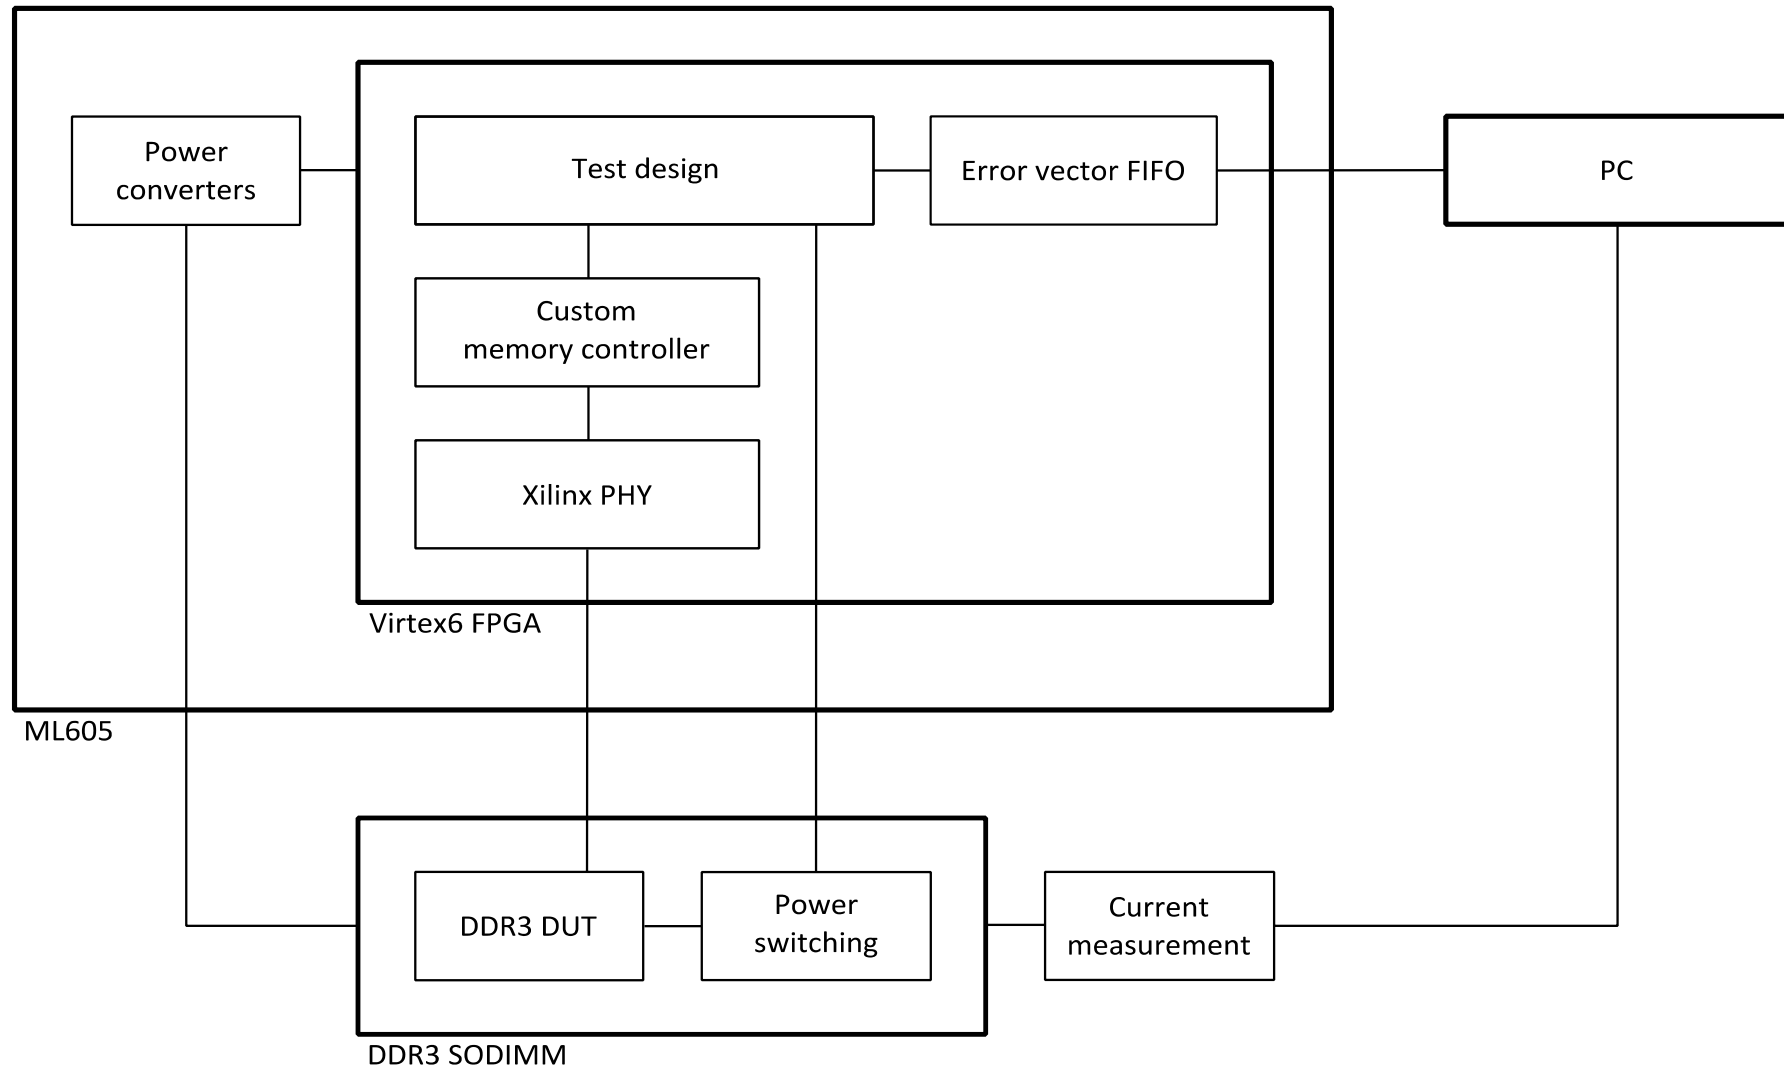 Power
converters
Test design
Error vector FIFO
PC
Custom
memory controller
Xilinx PHY
Virtex6 FPGA
ML605
DDR3 DUT
Power
switching
Current
measurement
DDR3 SODIMM